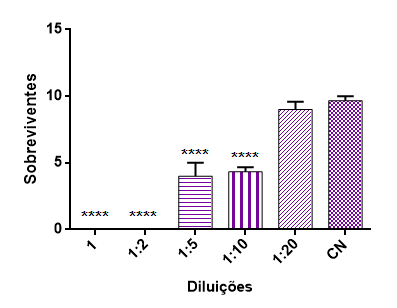 15
10
5
0
Sobreviventes
**** **** **** ****
1 1:2 1:5 1:10 1:20 CN
Diluições